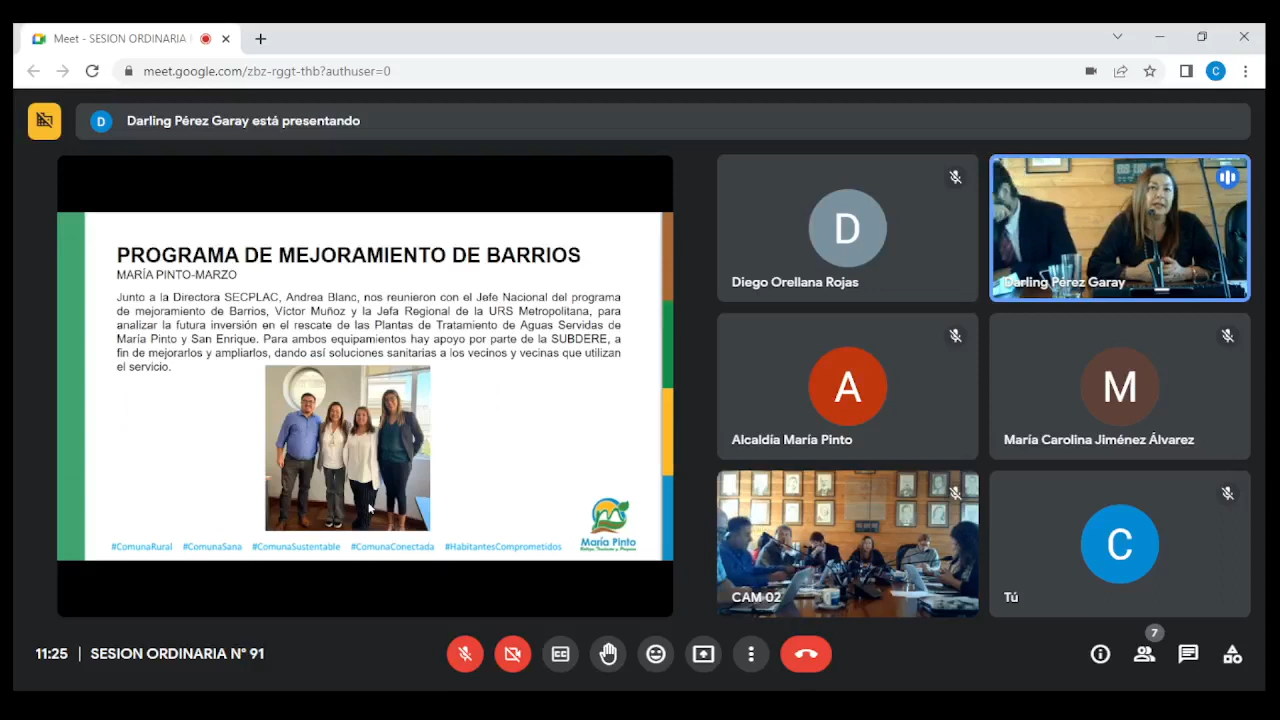 Meet - SESION ORDINARIA
meet.google.com/zbz-rggt-thb?authuser=0
C
D
Darling Pérez Garay está presentando
PROGRAMA DE MEJORAMIENTO DE BARRIOS
MARÍA PINTO-MARZO
Junto a la Directora SECPLAC, Andrea Blanc, nos reunieron con el Jefe Nacional del programa
de mejoramiento de Barrios, Víctor Muñoz y la Jefa Regional de la URS Metropolitana, para
analizar la futura inversión en el rescate de las Plantas de Tratamiento de Aguas Servidas de
María Pinto y San Enrique. Para ambos equipamientos hay apoyo por parte de la SUBDERE, a
fin de mejorarlos y ampliarlos, dando así soluciones sanitarias a los vecinos y vecinas que utilizan
el servicio.
María Pinto
#ComunaRural #ComunaSana #ComunaSustentable #ComunaConectada #HabitantesComprometidos
D
Diego Orellana Rojas
Darling Pérez Garay
A
Alcaldía María Pinto
M
María Carolina Jiménez Álvarez
CAM 02
C
Tú
11:25 | SESION ORDINARIA N° 91
7